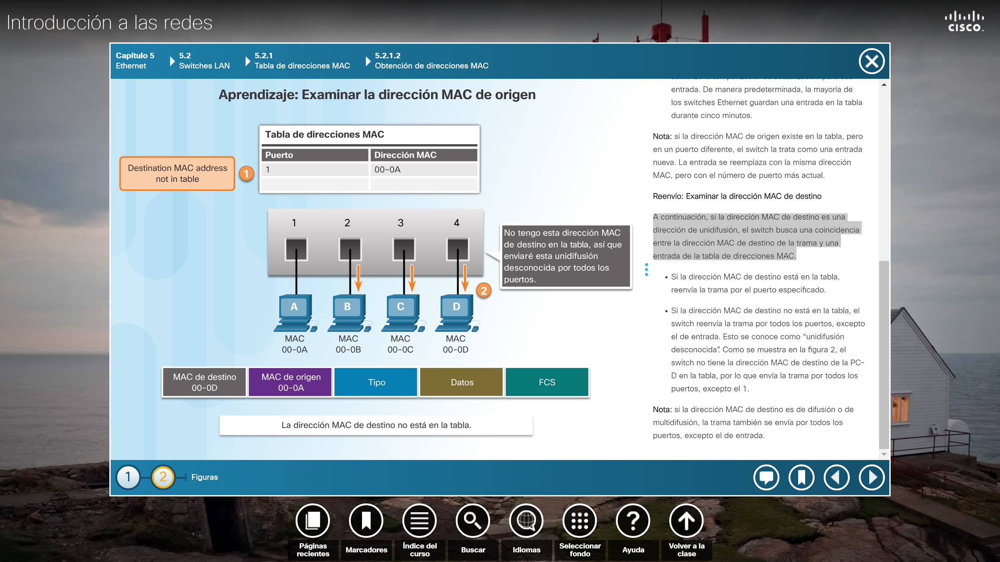 Introducción a las redes
CISCO
Capítulo 5
Ethernet
5.2
Switches LAN
5.2.1
Tabla de direcciones MAC
5.2.1.2
Obtención de direcciones MAC
Aprendizaje: Examinar la dirección MAC de origen
Tabla de direcciones MAC
Puerto
Dirección MAC
1
00-0A
Destination MAC address
not in table
1
1
2
3
4
No tengo esta dirección MAC
de destino en la tabla, así que
enviaré esta unidifusión
desconocida por todos los
puertos.
2
A
B
C
D
MAC
00-0A
MAC
00-0B
MAC
00-0C
MAC
00-0D
MAC de destino
00-0D
MAC de origen
00-0A
Tipo
Datos
FCS
La dirección MAC de destino no está en la tabla.
entrada. De manera predeterminada, la mayoría de
los switches Ethernet guardan una entrada en la tabla
durante cinco minutos.
Nota: si la dirección MAC de origen existe en la tabla, pero
en un puerto diferente, el switch la trata como una entrada
nueva. La entrada se reemplaza con la misma dirección
MAC, pero con el número de puerto más actual.
Reenvío: Examinar la dirección MAC de destino
A continuación, si la dirección MAC de destino es una
dirección de unidifusión, el switch busca una coincidencia
entre la dirección MAC de destino de la trama y una
entrada de la tabla de direcciones MAC.
• Si la dirección MAC de destino está en la tabla,
reenvía la trama por el puerto especificado.
• Si la dirección MAC de destino no está en la tabla, el
switch reenvía la trama por todos los puertos, excepto
el de entrada. Esto se conoce como “unidifusión
desconocida”. Como se muestra en la figura 2, el
switch no tiene la dirección MAC de destino de la PC-
D en la tabla, por lo que envía la trama por todos los
puertos, excepto el 1.
Nota: si la dirección MAC de destino es de difusión o de
multidifusión, la trama también se envía por todos los
puertos, excepto el de entrada.
1
2
Figuras
Páginas
recientes
Marcadores
Índice del
curso
Buscar
Idiomas
Seleccionar
fondo
Ayuda
Volver a la
clase